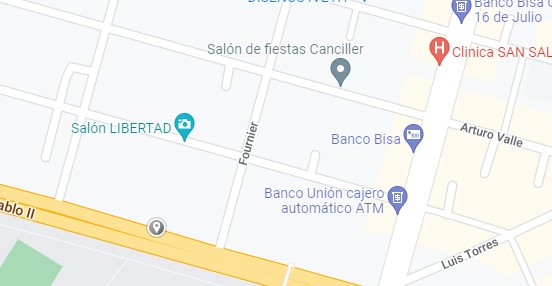 Banco Bisa
16 de Julio
Salón de fiestas Canciller
Clinica SAN SAL
Salón LIBERTAD
Arturo Valle
Fournier
Banco Bisa
Banco Unión cajero
automático ATM
ablo II
Luis Torres